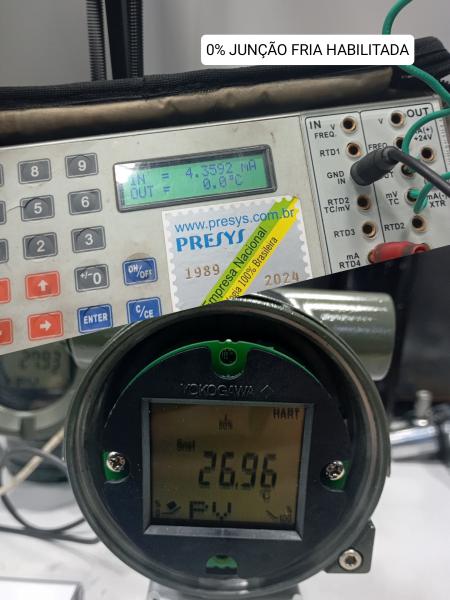 0% JUNÇÃO FRIA HABILITADA
IN = 4.3592 mA
OUT = 0.0°C
8
9
5
6
2
3
+/-
0
ON/OFF
ENTER
C/CE
www.presys.com.br
PRESYS
1989
2024
Empresa Nacional
100% Brasileira
IN
OUT
V
FREQ.
RTD1
GND
IN
RTD2
TC/mV
RTD3
mA
RTD4
V
FREQ
+24V
mV
TC
mA(-)
XTR
RTD2
YOKOGAWA
HART
26.96
°C
PV